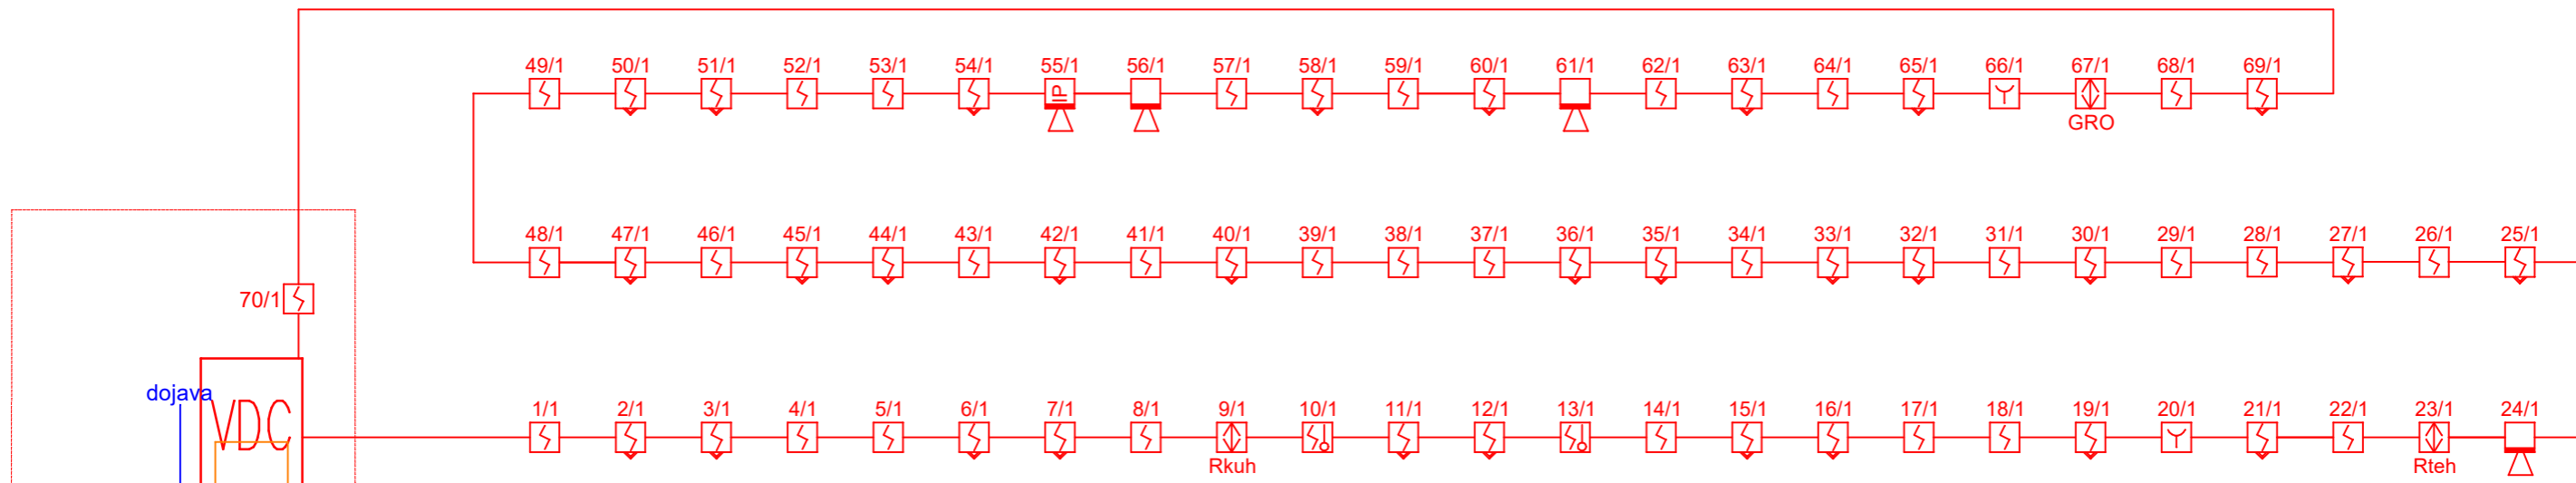 49/1 50/1 51/1 52/1 53/1 54/1 55/1 56/1 57/1 58/1 59/1 60/1 61/1 62/1 63/1 64/1 65/1 66/1 67/1 68/1 69/1
IP
GRO
48/1 47/1 46/1 45/1 44/1 43/1 42/1 41/1 40/1 39/1 38/1 37/1 36/1 35/1 34/1 33/1 32/1 31/1 30/1 29/1 28/1 27/1 26/1 25/1
70/1
dojava
VDC
1/1 2/1 3/1 4/1 5/1 6/1 7/1 8/1 9/1 10/1 11/1 12/1 13/1 14/1 15/1 16/1 17/1 18/1 19/1 20/1 21/1 22/1 23/1 24/1
Rkuh Rteh